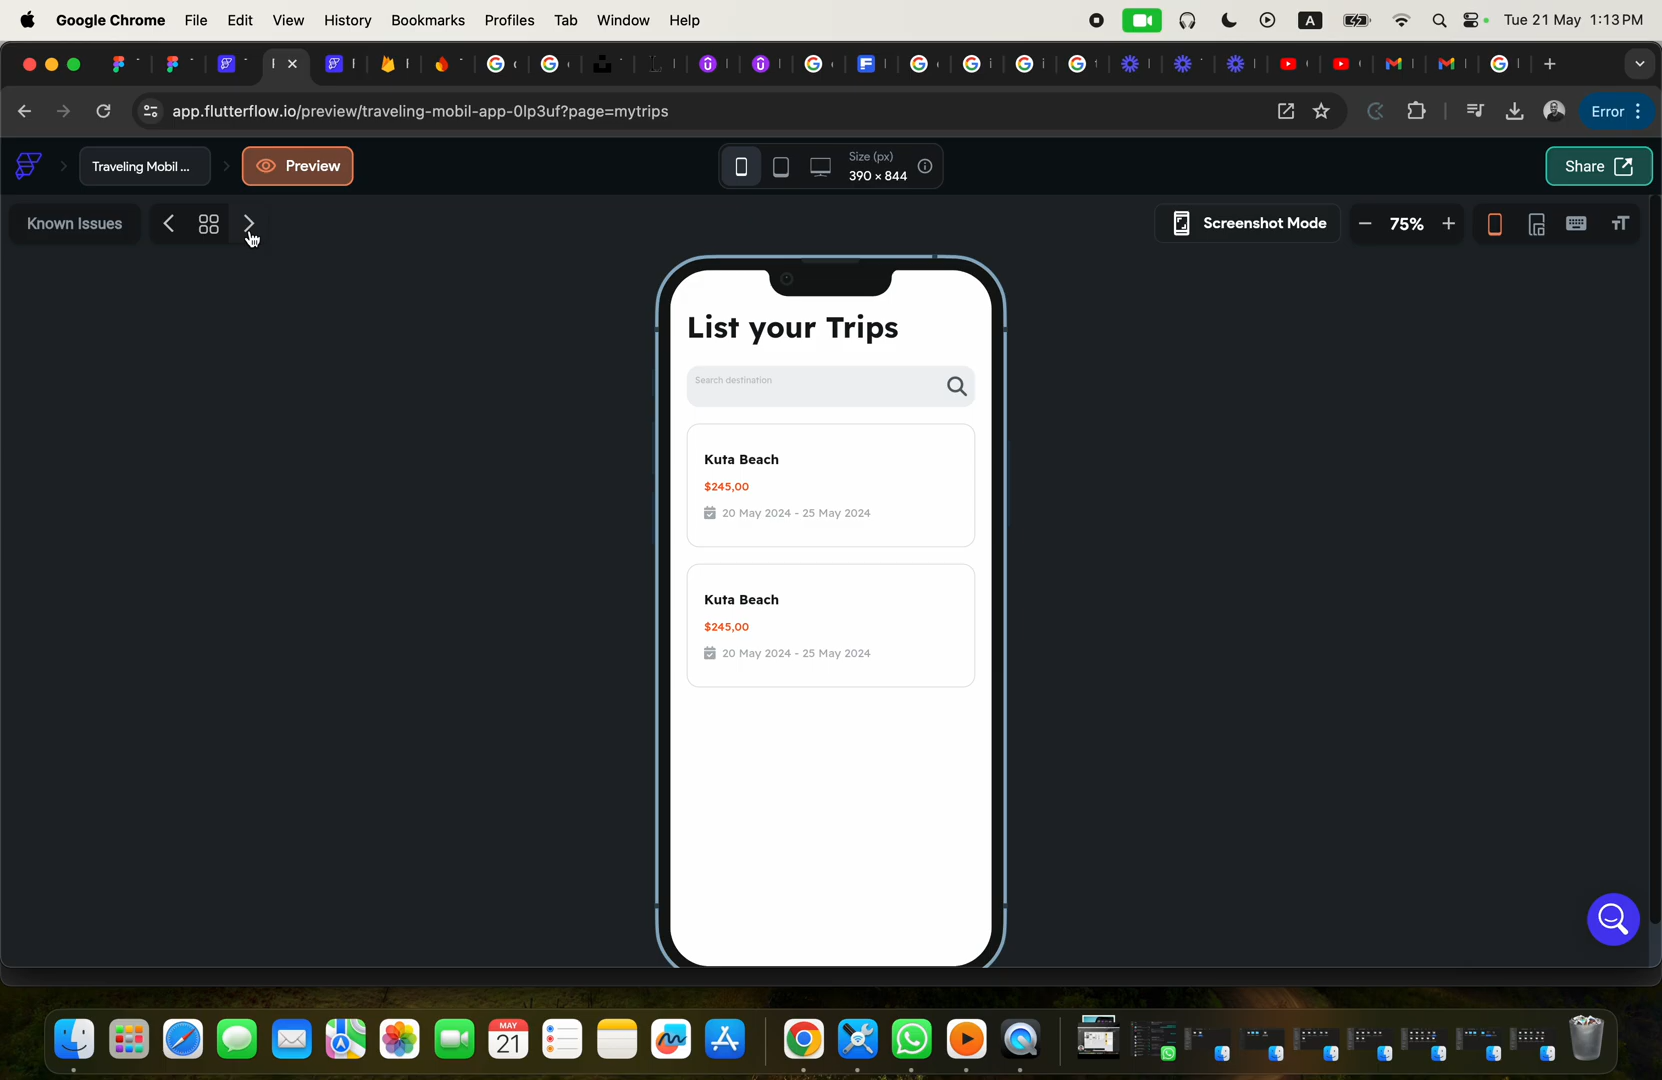 Google Chrome File Edit View History Bookmarks Profiles Tab Window Help A Tue 21 May 1:13 PM
app.flutterflow.io/preview/traveling-mobil-app-0lp3uf?page=mytrips Error
Traveling Mobil ... Preview Size (px) 390 × 844 Share
Known Issues Screenshot Mode 75%
List your Trips
Search destination
Kuta Beach
$245,00
20 May 2024 - 25 May 2024
Kuta Beach
$245,00
20 May 2024 - 25 May 2024
MAY
21